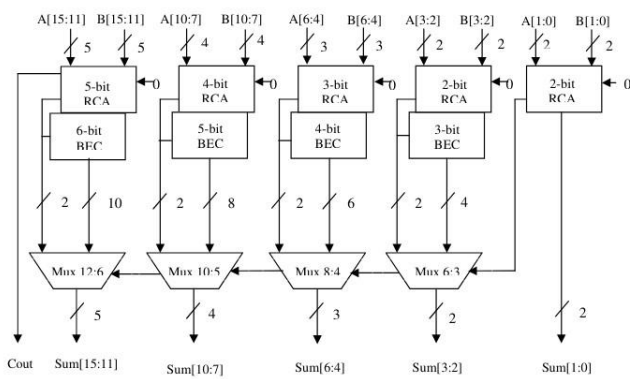 A[15:11] B[15:11] A[10:7] B[10:7] A[6:4] B[6:4] A[3:2] B[3:2] A[1:0] B[1:0]
5 5 4 4 3 3 2 2 2 2
5-bit RCA 0 4-bit RCA 0 3-bit RCA 0 2-bit RCA 0 2-bit RCA 0
6-bit BEC 5-bit BEC 4-bit BEC 3-bit BEC
2 10 2 8 2 6 2 4
Mux 12:6 Mux 10:5 Mux 8:4 Mux 6:3
5 4 3 2 2
Cout Sum[15:11] Sum[10:7] Sum[6:4] Sum[3:2] Sum[1:0]